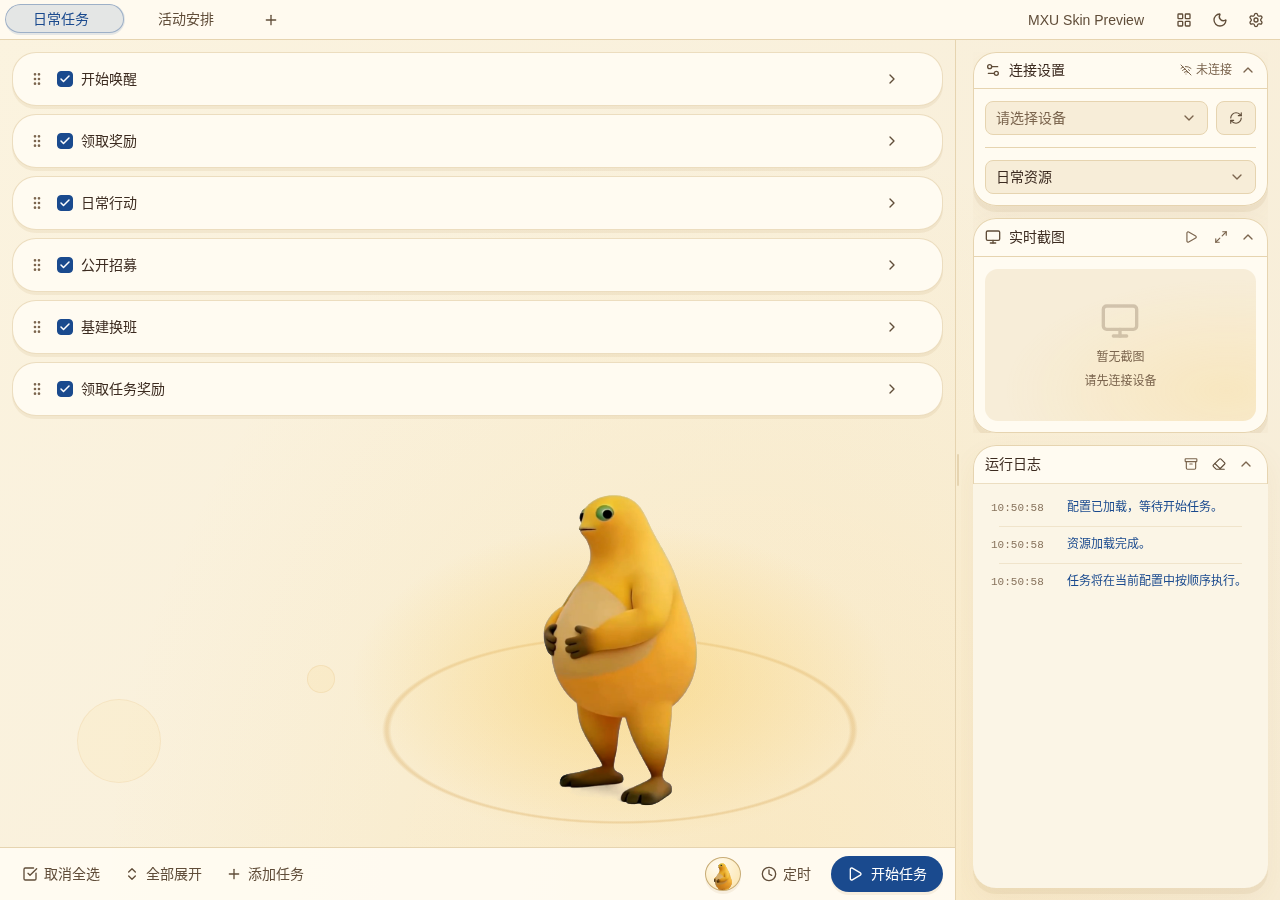 日常任务
活动安排
MXU Skin Preview
开始唤醒
领取奖励
日常行动
公开招募
基建换班
领取任务奖励
连接设置
未连接
请选择设备
日常资源
实时截图
暂无截图
请先连接设备
运行日志
10:50:58 配置已加载，等待开始任务。
10:50:58 资源加载完成。
10:50:58 任务将在当前配置中按顺序执行。
取消全选
全部展开
添加任务
定时
开始任务